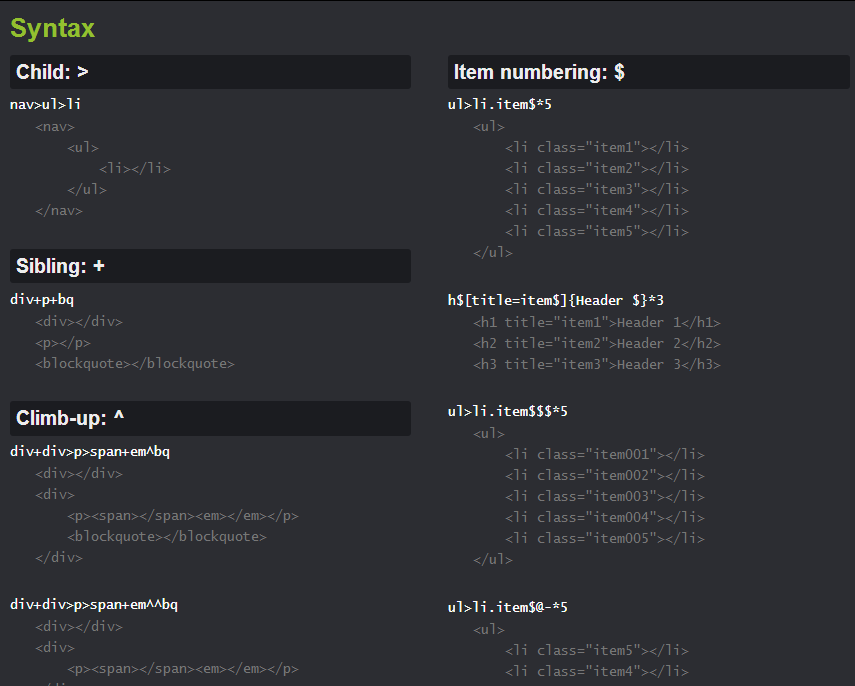 Syntax
Child: >
nav>ul>li
<nav>
<ul>
<li></li>
</ul>
</nav>
Sibling: +
div+p+bq
<div></div>
<p></p>
<blockquote></blockquote>
Climb-up: ^
div+div>p>span+em^bq
<div></div>
<div>
<p><span></span><em></em></p>
<blockquote></blockquote>
</div>
div+div>p>span+em^^bq
<div></div>
<div>
<p><span></span><em></em></p>
Item numbering: $
ul>li.item$*5
<ul>
<li class="item1"></li>
<li class="item2"></li>
<li class="item3"></li>
<li class="item4"></li>
<li class="item5"></li>
</ul>
h$[title=item$]{Header $}*3
<h1 title="item1">Header 1</h1>
<h2 title="item2">Header 2</h2>
<h3 title="item3">Header 3</h3>
ul>li.item$$$*5
<ul>
<li class="item001"></li>
<li class="item002"></li>
<li class="item003"></li>
<li class="item004"></li>
<li class="item005"></li>
</ul>
ul>li.item$@-*5
<ul>
<li class="item5"></li>
<li class="item4"></li>